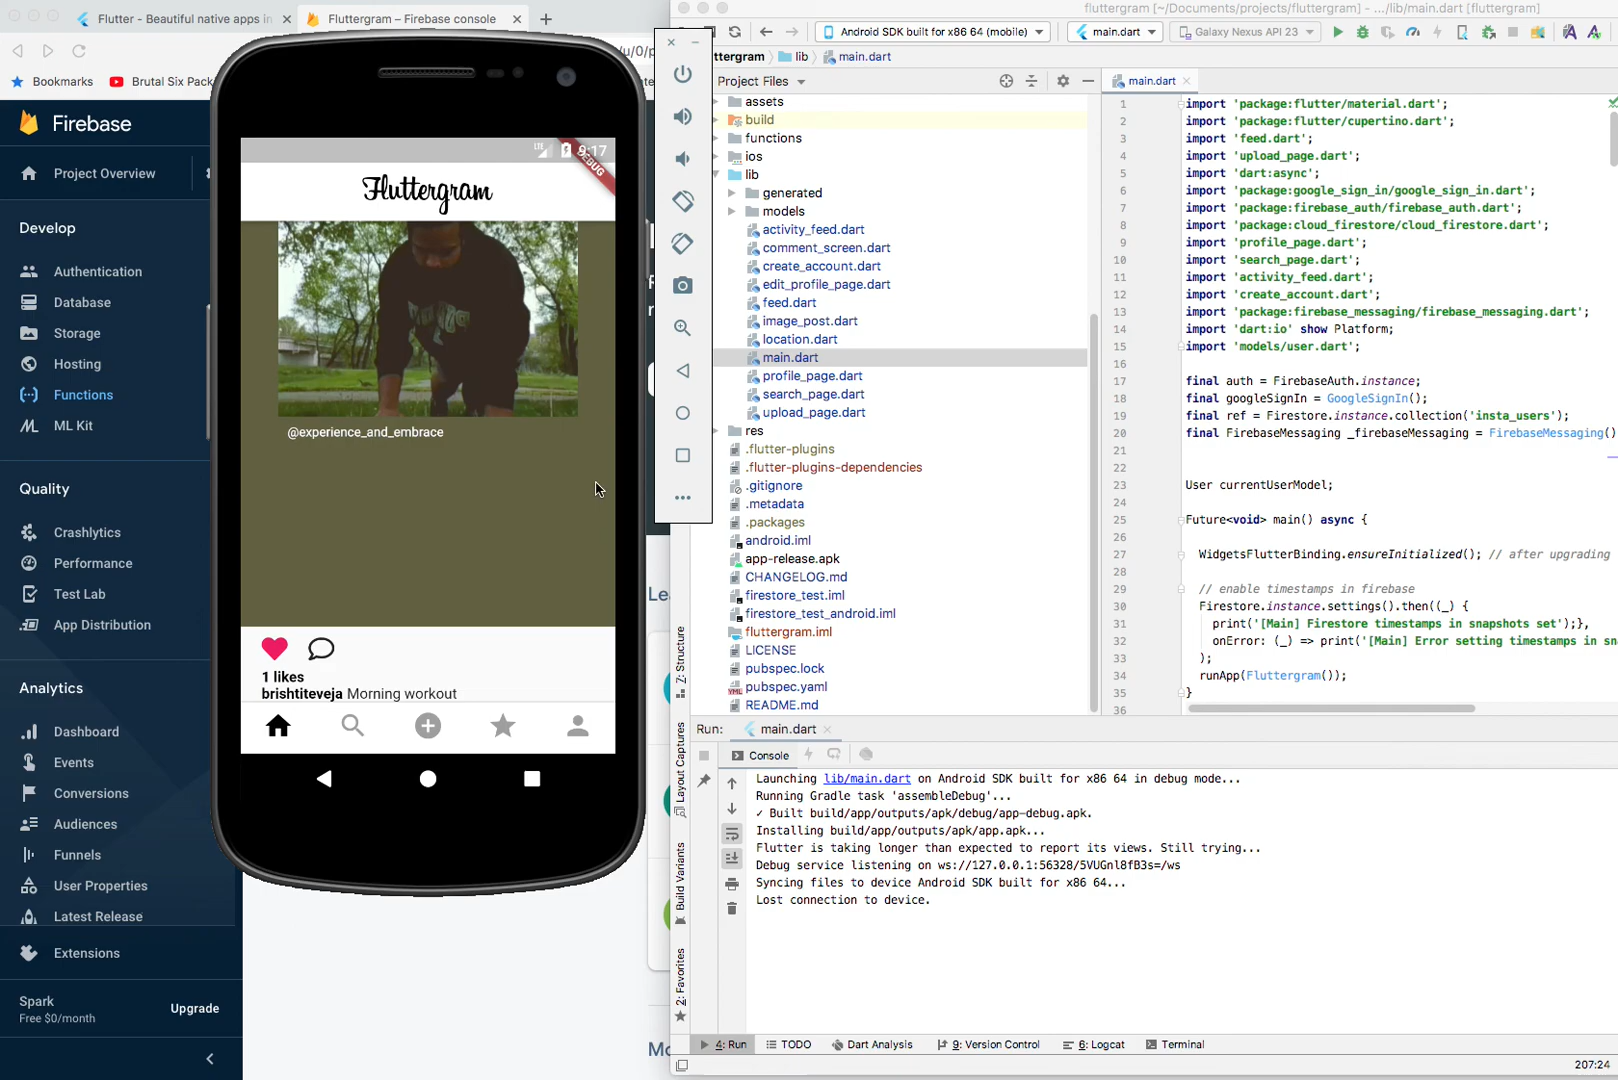 Flutter - Beautiful native apps in
Fluttergram – Firebase console
/u/0/p
Bookmarks
Brutal Six Pack
Firebase
Project Overview
Develop
Authentication
Database
Storage
Hosting
Functions
ML Kit
Quality
Crashlytics
Performance
Test Lab
App Distribution
Analytics
Dashboard
Events
Conversions
Audiences
Funnels
User Properties
Latest Release
Extensions
Spark
Free $0/month
Upgrade
LTE 9:17
DEBUG
Fluttergram
@experience_and_embrace
1 likes
brishtiteveja Morning workout
fluttergram [~/Documents/projects/fluttergram] - .../lib/main.dart [fluttergram]
Android SDK built for x86 64 (mobile)
main.dart
Galaxy Nexus API 23
ttergram
lib
main.dart
Project Files
main.dart
assets
build
functions
ios
lib
generated
models
activity_feed.dart
comment_screen.dart
create_account.dart
edit_profile_page.dart
feed.dart
image_post.dart
location.dart
main.dart
profile_page.dart
search_page.dart
upload_page.dart
res
.flutter-plugins
.flutter-plugins-dependencies
.gitignore
.metadata
.packages
android.iml
app-release.apk
CHANGELOG.md
firestore_test.iml
firestore_test_android.iml
fluttergram.iml
LICENSE
pubspec.lock
pubspec.yaml
README.md
1 import 'package:flutter/material.dart';
2 import 'package:flutter/cupertino.dart';
3 import 'feed.dart';
4 import 'upload_page.dart';
5 import 'dart:async';
6 import 'package:google_sign_in/google_sign_in.dart';
7 import 'package:firebase_auth/firebase_auth.dart';
8 import 'package:cloud_firestore/cloud_firestore.dart';
9 import 'profile_page.dart';
10 import 'search_page.dart';
11 import 'activity_feed.dart';
12 import 'create_account.dart';
13 import 'package:firebase_messaging/firebase_messaging.dart';
14 import 'dart:io' show Platform;
15 import 'models/user.dart';
16
17 final auth = FirebaseAuth.instance;
18 final googleSignIn = GoogleSignIn();
19 final ref = Firestore.instance.collection('insta_users');
20 final FirebaseMessaging _firebaseMessaging = FirebaseMessaging()
21
22
23 User currentUserModel;
24
25 Future<void> main() async {
26
27 WidgetsFlutterBinding.ensureInitialized(); // after upgrading
28
29 // enable timestamps in firebase
30 Firestore.instance.settings().then((_) {
31 print('[Main] Firestore timestamps in snapshots set');},
32 onError: (_) => print('[Main] Error setting timestamps in sn
33 );
34 runApp(Fluttergram());
35 }
36
Z: Structure
Layout Captures
Build Variants
2: Favorites
Run: main.dart
Console
Launching lib/main.dart on Android SDK built for x86 64 in debug mode...
Running Gradle task 'assembleDebug'...
✓ Built build/app/outputs/apk/debug/app-debug.apk.
Installing build/app/outputs/apk/app.apk...
Flutter is taking longer than expected to report its views. Still trying...
Debug service listening on ws://127.0.0.1:56328/5VUGnl8fB3s=/ws
Syncing files to device Android SDK built for x86 64...
Lost connection to device.
4: Run
TODO
Dart Analysis
9: Version Control
6: Logcat
Terminal
207:24